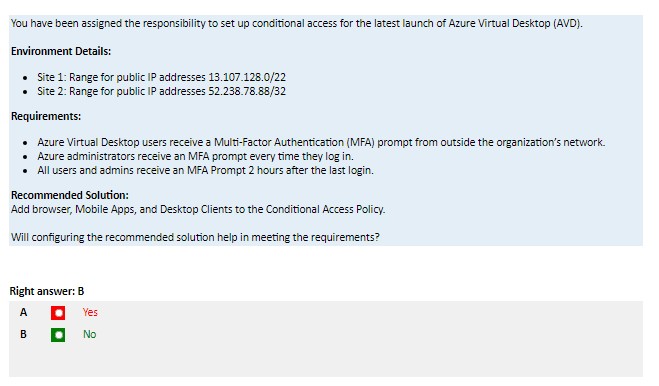 You have been assigned the responsibility to set up conditional access for the latest launch of Azure Virtual Desktop (AVD).
Environment Details:
• Site 1: Range for public IP addresses 13.107.128.0/22
• Site 2: Range for public IP addresses 52.238.78.88/32
Requirements:
• Azure Virtual Desktop users receive a Multi-Factor Authentication (MFA) prompt from outside the organization's network.
• Azure administrators receive an MFA prompt every time they log in.
• All users and admins receive an MFA Prompt 2 hours after the last login.
Recommended Solution:
Add browser, Mobile Apps, and Desktop Clients to the Conditional Access Policy.
Will configuring the recommended solution help in meeting the requirements?
Right answer: B
A Yes
B No